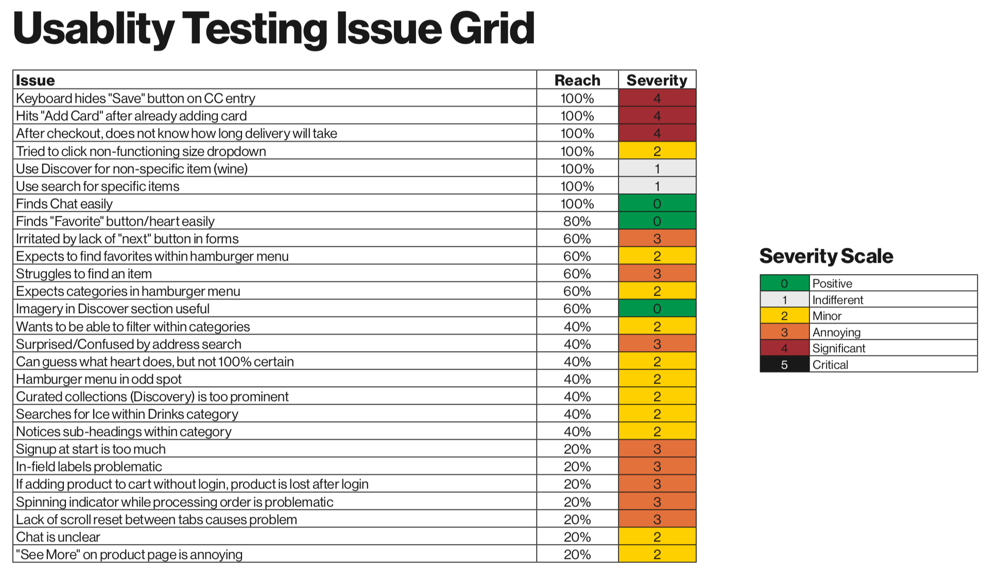 Usablity Testing Issue Grid
Issue Reach Severity
Keyboard hides "Save" button on CC entry 100% 4
Hits "Add Card" after already adding card 100% 4
After checkout, does not know how long delivery will take 100% 4
Tried to click non-functioning size dropdown 100% 2
Use Discover for non-specific item (wine) 100% 1
Use search for specific items 100% 1
Finds Chat easily 100% 0
Finds "Favorite" button/heart easily 80% 0
Irritated by lack of "next" button in forms 60% 3
Expects to find favorites within hamburger menu 60% 2
Struggles to find an item 60% 3
Expects categories in hamburger menu 60% 2
Imagery in Discover section useful 60% 0
Wants to be able to filter within categories 40% 2
Surprised/Confused by address search 40% 3
Can guess what heart does, but not 100% certain 40% 2
Hamburger menu in odd spot 40% 2
Curated collections (Discovery) is too prominent 40% 2
Searches for Ice within Drinks category 40% 2
Notices sub-headings within category 40% 2
Signup at start is too much 20% 3
In-field labels problematic 20% 3
If adding product to cart without login, product is lost after login 20% 3
Spinning indicator while processing order is problematic 20% 3
Lack of scroll reset between tabs causes problem 20% 3
Chat is unclear 20% 2
"See More" on product page is annoying 20% 2
Severity Scale
0 Positive
1 Indifferent
2 Minor
3 Annoying
4 Significant
5 Critical